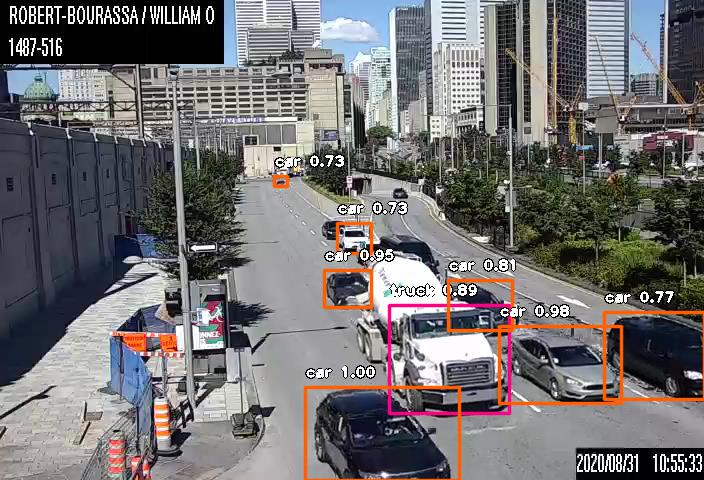 ROBERT-BOURASSA / WILLIAM O
1487-516
car 0.73
car 0.73
car 0.95
car 0.81
truck 0.89
car 0.77
car 0.98
car 1.00
2020/08/31 10:55:33